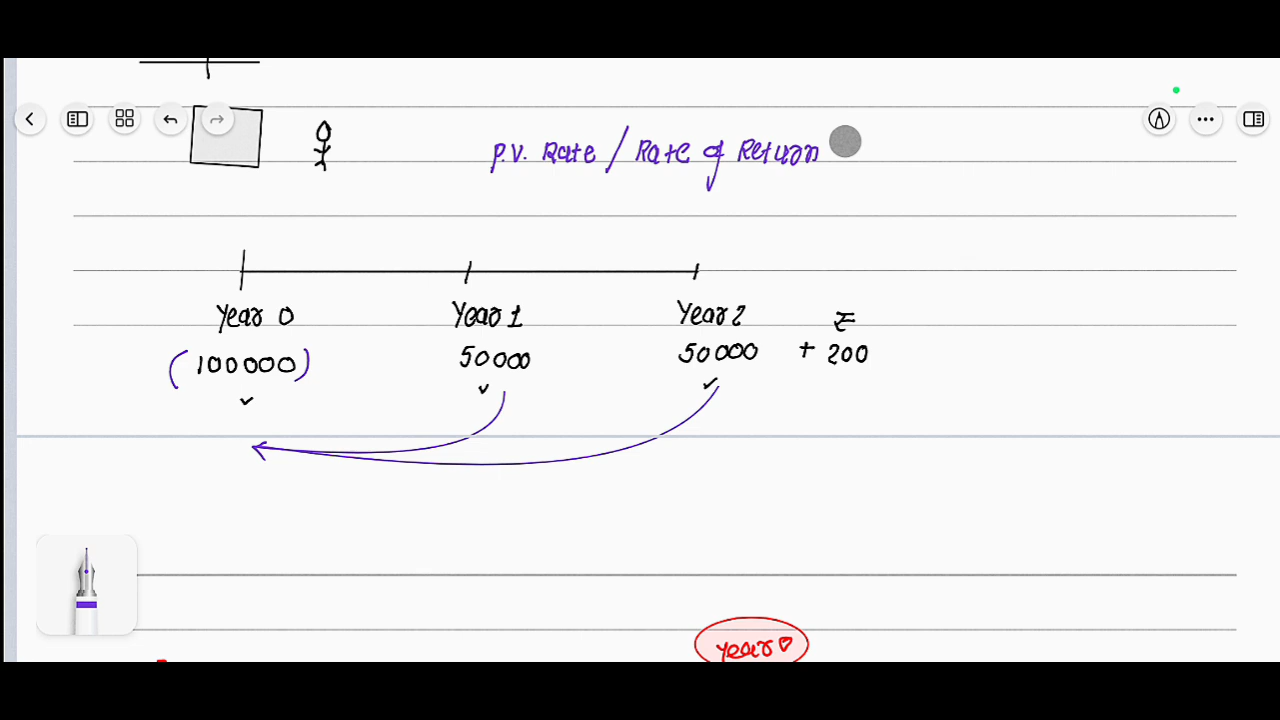 P.V. Rate / Rate of Return
Year 0 Year 1 Year 2 ₹
(100000) 50000 50000 + 200
year 0